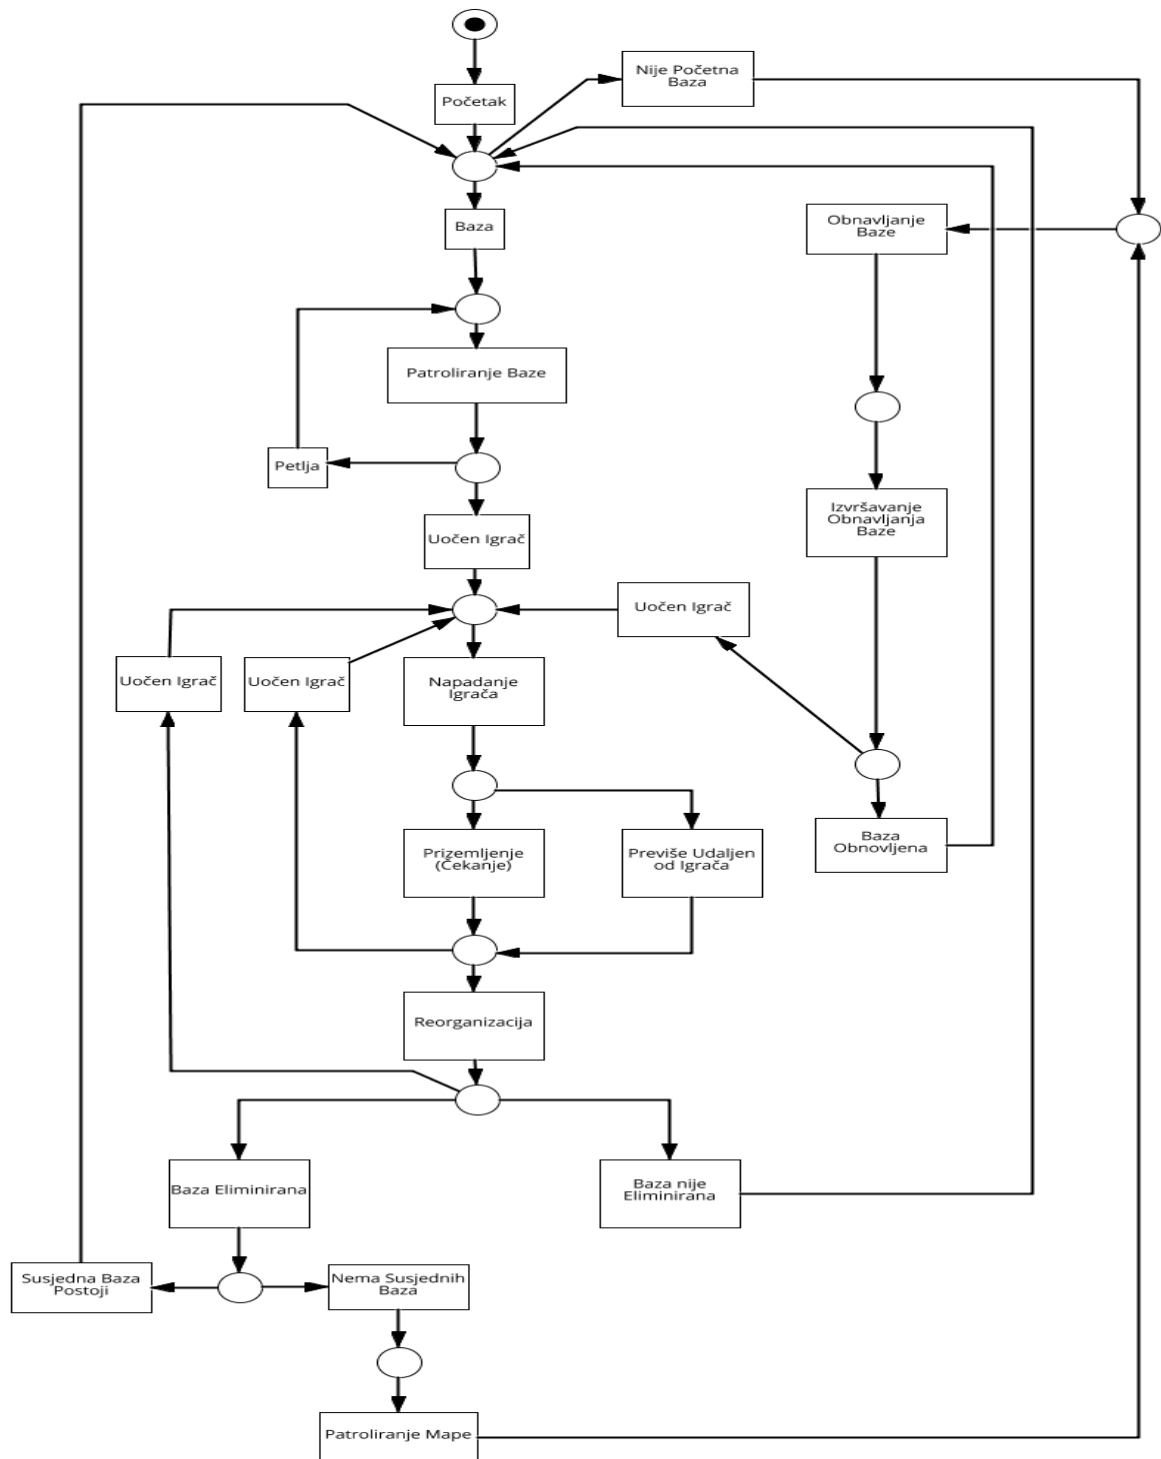 Nije Početna
Baza
Početak
Baza
Obnavljanje
Baze
Patroliranje Baze
Petlja
Uočen Igrač
Izvršavanje
Obnavljanja
Baze
Uočen Igrač
Uočen Igrač
Uočen Igrač
Napadanje
Igrača
Prizemljenje
(Čekanje)
Previše Udaljen
od Igrača
Baza
Obnovljena
Reorganizacija
Baza Eliminirana
Baza nije
Eliminirana
Susjedna Baza
Postoji
Nema Susjednih
Baza
Patroliranje Mape